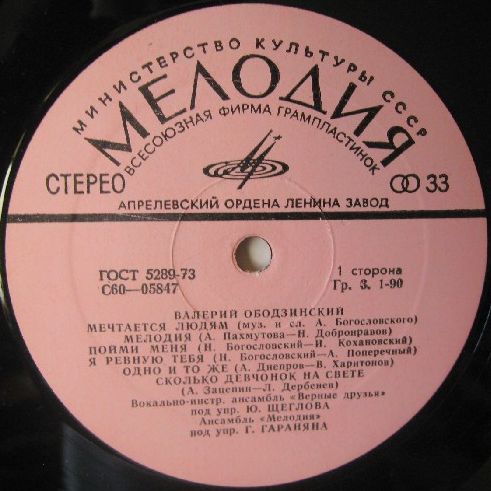 МИНИСТЕРСТВО КУЛЬТУРЫ СССР
МЕЛОДИЯ
ВСЕСОЮЗНАЯ ФИРМА ГРАМПЛАСТИНОК
СТЕРЕО 33
АПРЕЛЕВСКИЙ ОРДЕНА ЛЕНИНА ЗАВОД
ГОСТ 5289-73 1 сторона
С60—05847 Гр. 3. 1-90
ВАЛЕРИЙ ОБОДЗИНСКИЙ
МЕЧТАЕТСЯ ЛЮДЯМ (муз. и сл. А. Богословского)
МЕЛОДИЯ (А. Пахмутова—Н. Добронравов)
ПОЙМИ МЕНЯ (Н. Богословский—И. Кохановский)
Я РЕВНУЮ ТЕБЯ (Н. Богословский—А. Поперечный)
ОДНО И ТО ЖЕ (А. Днепров—В. Харитонов)
СКОЛЬКО ДЕВЧОНОК НА СВЕТЕ
(А. Зацепин—Л. Дербенев)
Вокально-инстр. ансамбль «Верные друзья»
под упр. Ю. ЩЕГЛОВА
Ансамбль «Мелодия»
под упр. Г. ГАРАНЯНА